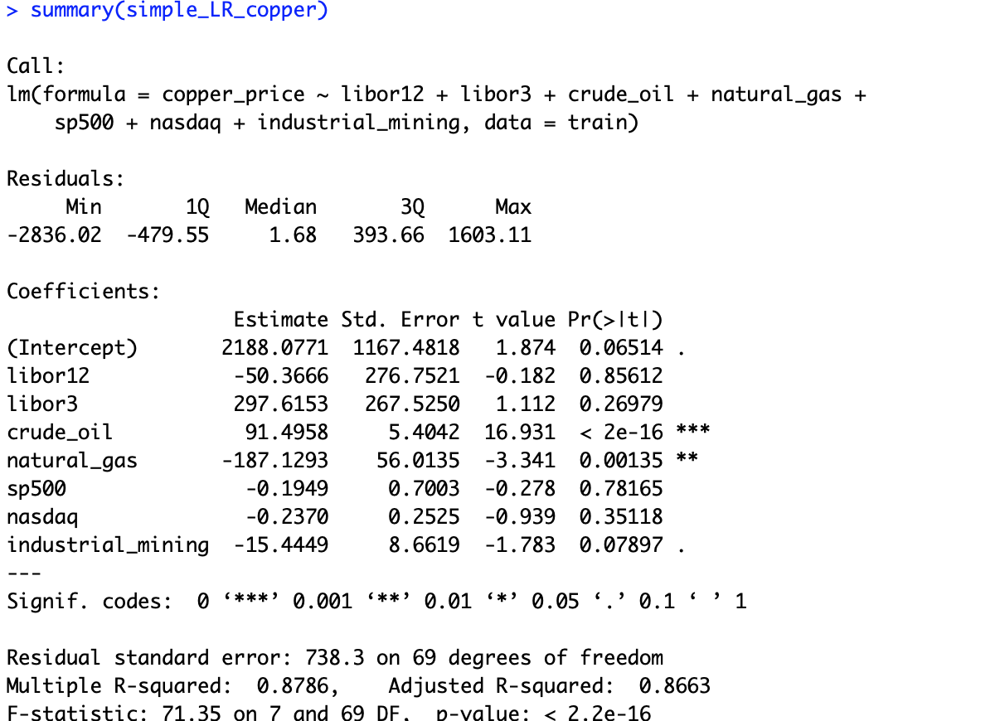 > summary(simple_LR_copper)
Call:
lm(formula = copper_price ~ libor12 + libor3 + crude_oil + natural_gas +
    sp500 + nasdaq + industrial_mining, data = train)
Residuals:
     Min       1Q   Median       3Q      Max
-2836.02  -479.55     1.68   393.66  1603.11
Coefficients:
                   Estimate Std. Error t value Pr(>|t|)
(Intercept)       2188.0771  1167.4818   1.874  0.06514 .
libor12            -50.3666   276.7521  -0.182  0.85612
libor3             297.6153   267.5250   1.112  0.26979
crude_oil           91.4958     5.4042  16.931  < 2e-16 ***
natural_gas       -187.1293    56.0135  -3.341  0.00135 **
sp500               -0.1949     0.7003  -0.278  0.78165
nasdaq              -0.2370     0.2525  -0.939  0.35118
industrial_mining  -15.4449     8.6619  -1.783  0.07897 .
---
Signif. codes:  0 ‘***’ 0.001 ‘**’ 0.01 ‘*’ 0.05 ‘.’ 0.1 ‘ ’ 1
Residual standard error: 738.3 on 69 degrees of freedom
Multiple R-squared:  0.8786,    Adjusted R-squared:  0.8663
F-statistic: 71.35 on 7 and 69 DF,  p-value: < 2.2e-16